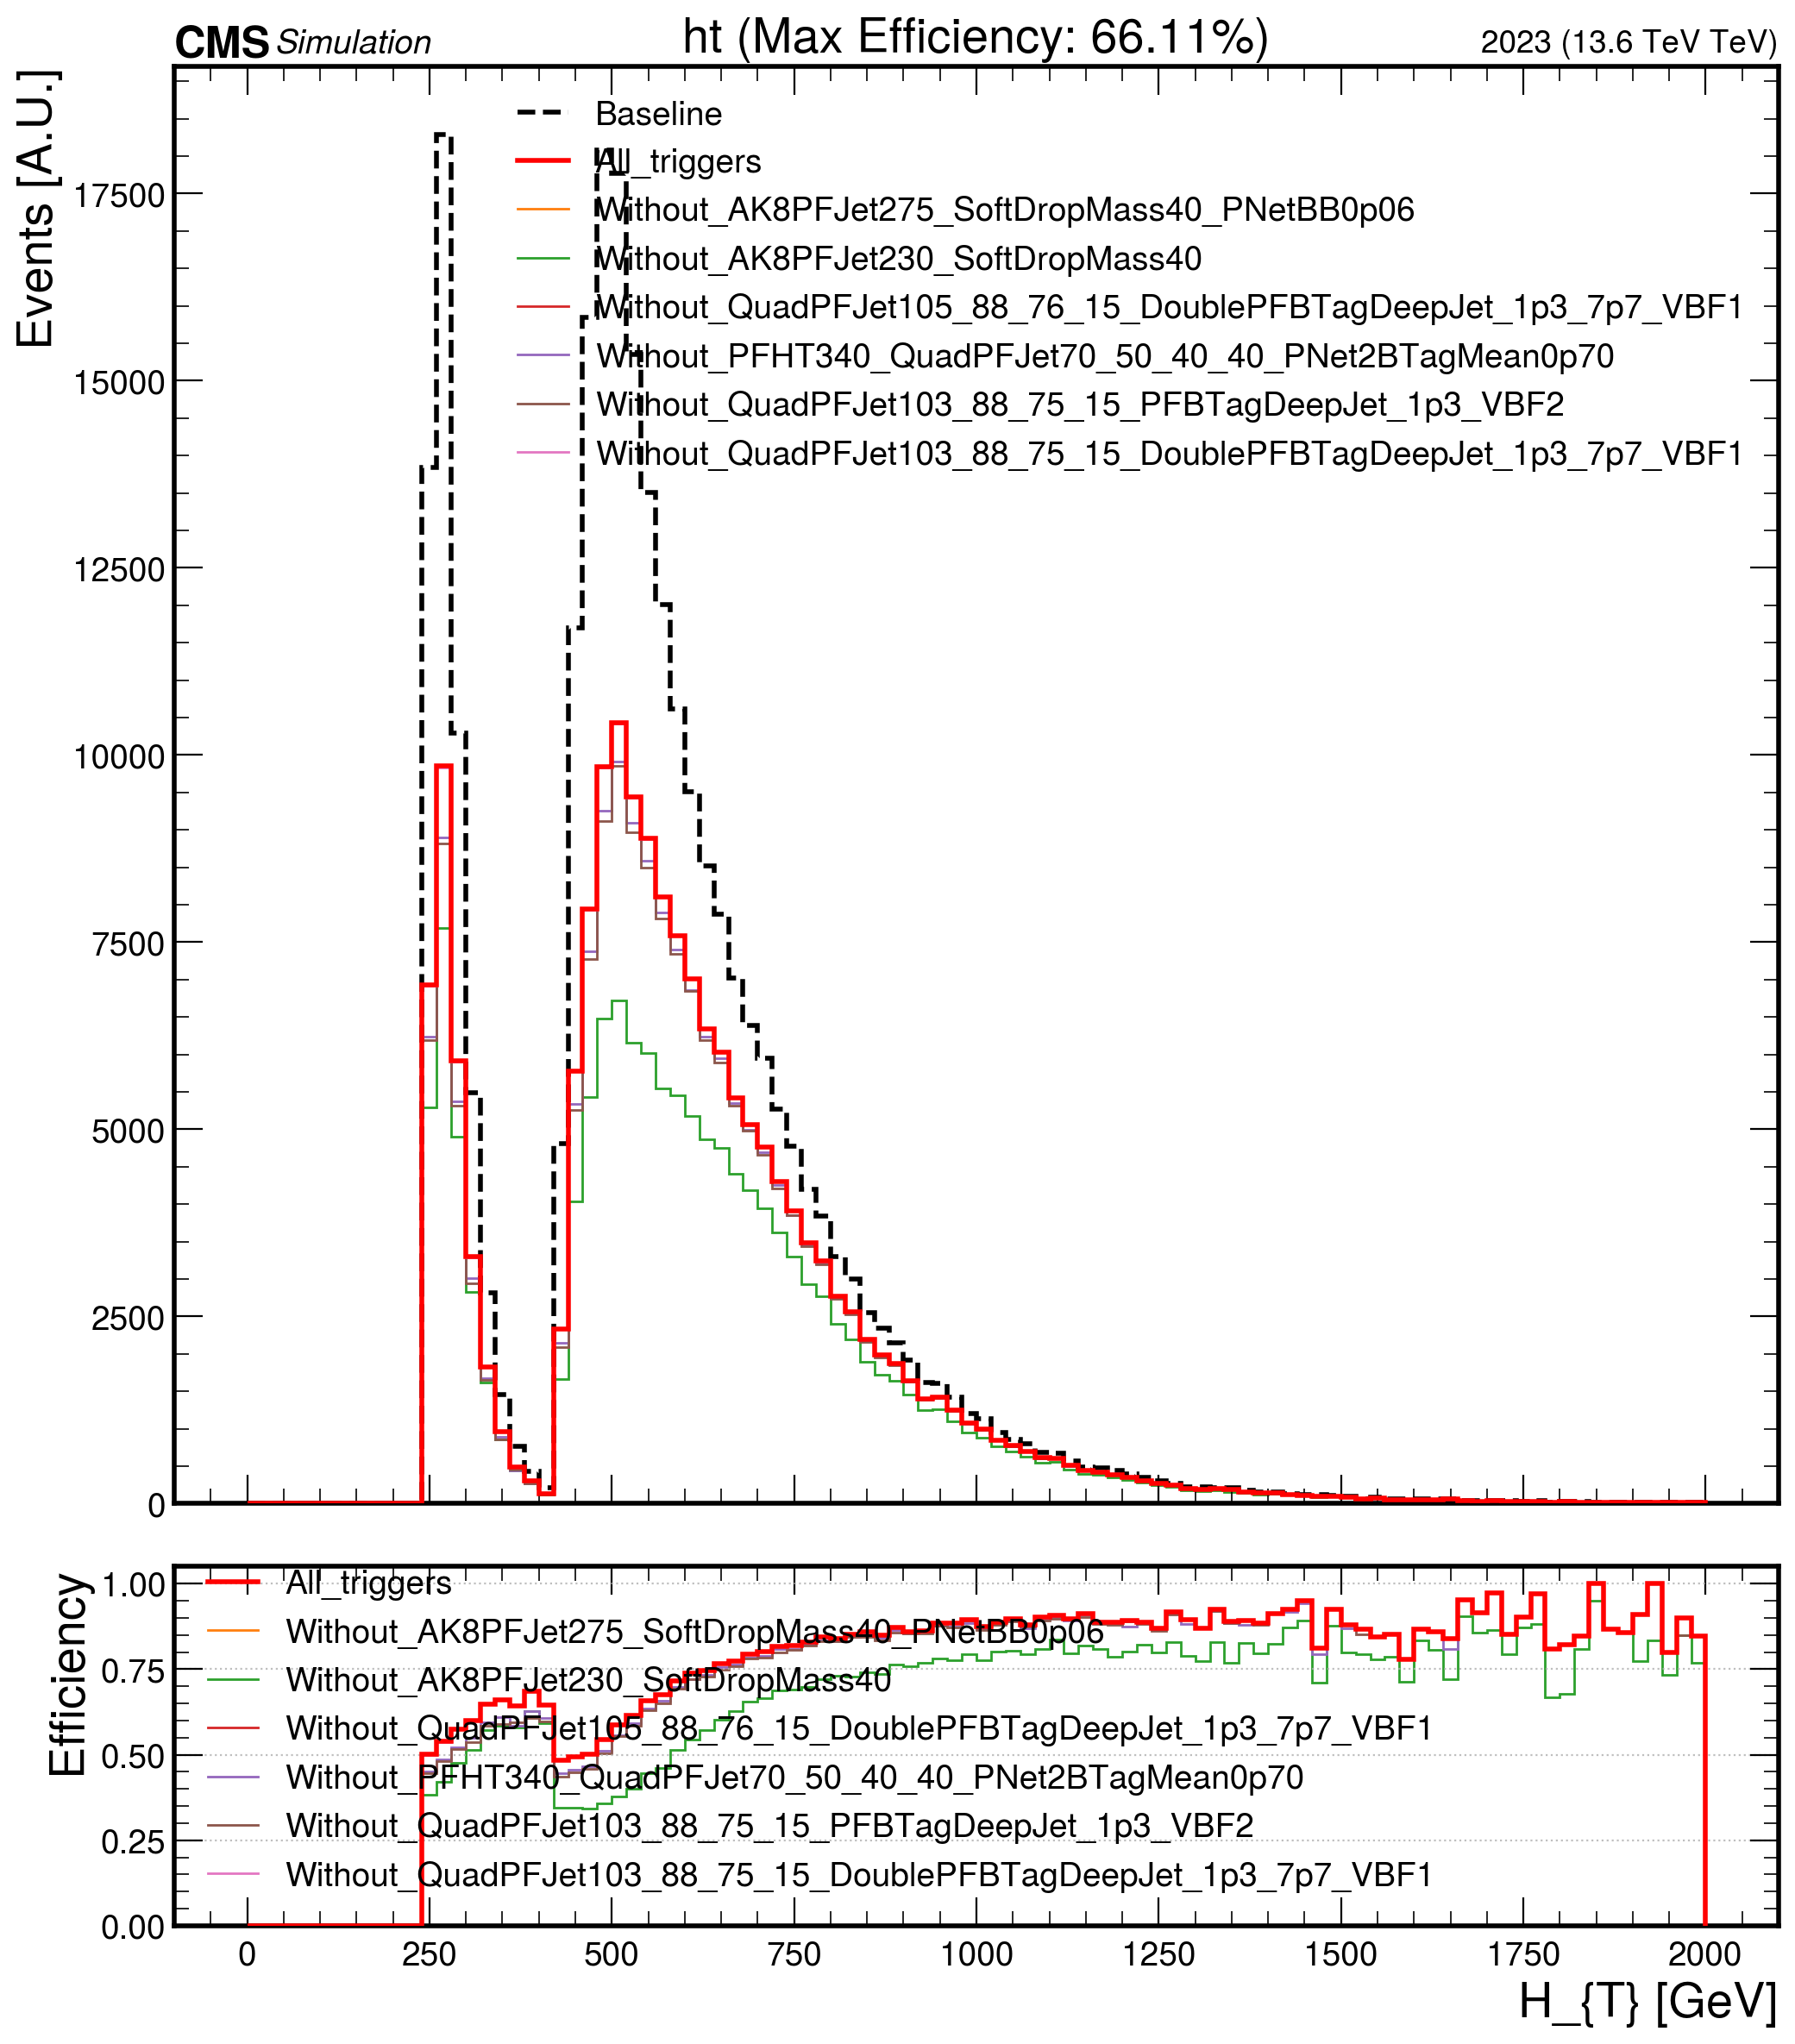 CMS Simulation ht (Max Efficiency: 66.11%) 2023 (13.6 TeV TeV)
Events [A.U.]
Baseline
All_triggers
Without_AK8PFJet275_SoftDropMass40_PNetBB0p06
Without_AK8PFJet230_SoftDropMass40
Without_QuadPFJet105_88_76_15_DoublePFBTagDeepJet_1p3_7p7_VBF1
Without_PFHT340_QuadPFJet70_50_40_40_PNet2BTagMean0p70
Without_QuadPFJet103_88_75_15_PFBTagDeepJet_1p3_VBF2
Without_QuadPFJet103_88_75_15_DoublePFBTagDeepJet_1p3_7p7_VBF1
17500
15000
12500
10000
7500
5000
2500
0
Efficiency
1.00
0.75
0.50
0.25
0.00
All_triggers
Without_AK8PFJet275_SoftDropMass40_PNetBB0p06
Without_AK8PFJet230_SoftDropMass40
Without_QuadPFJet105_88_76_15_DoublePFBTagDeepJet_1p3_7p7_VBF1
Without_PFHT340_QuadPFJet70_50_40_40_PNet2BTagMean0p70
Without_QuadPFJet103_88_75_15_PFBTagDeepJet_1p3_VBF2
Without_QuadPFJet103_88_75_15_DoublePFBTagDeepJet_1p3_7p7_VBF1
0 250 500 750 1000 1250 1500 1750 2000
H_{T} [GeV]